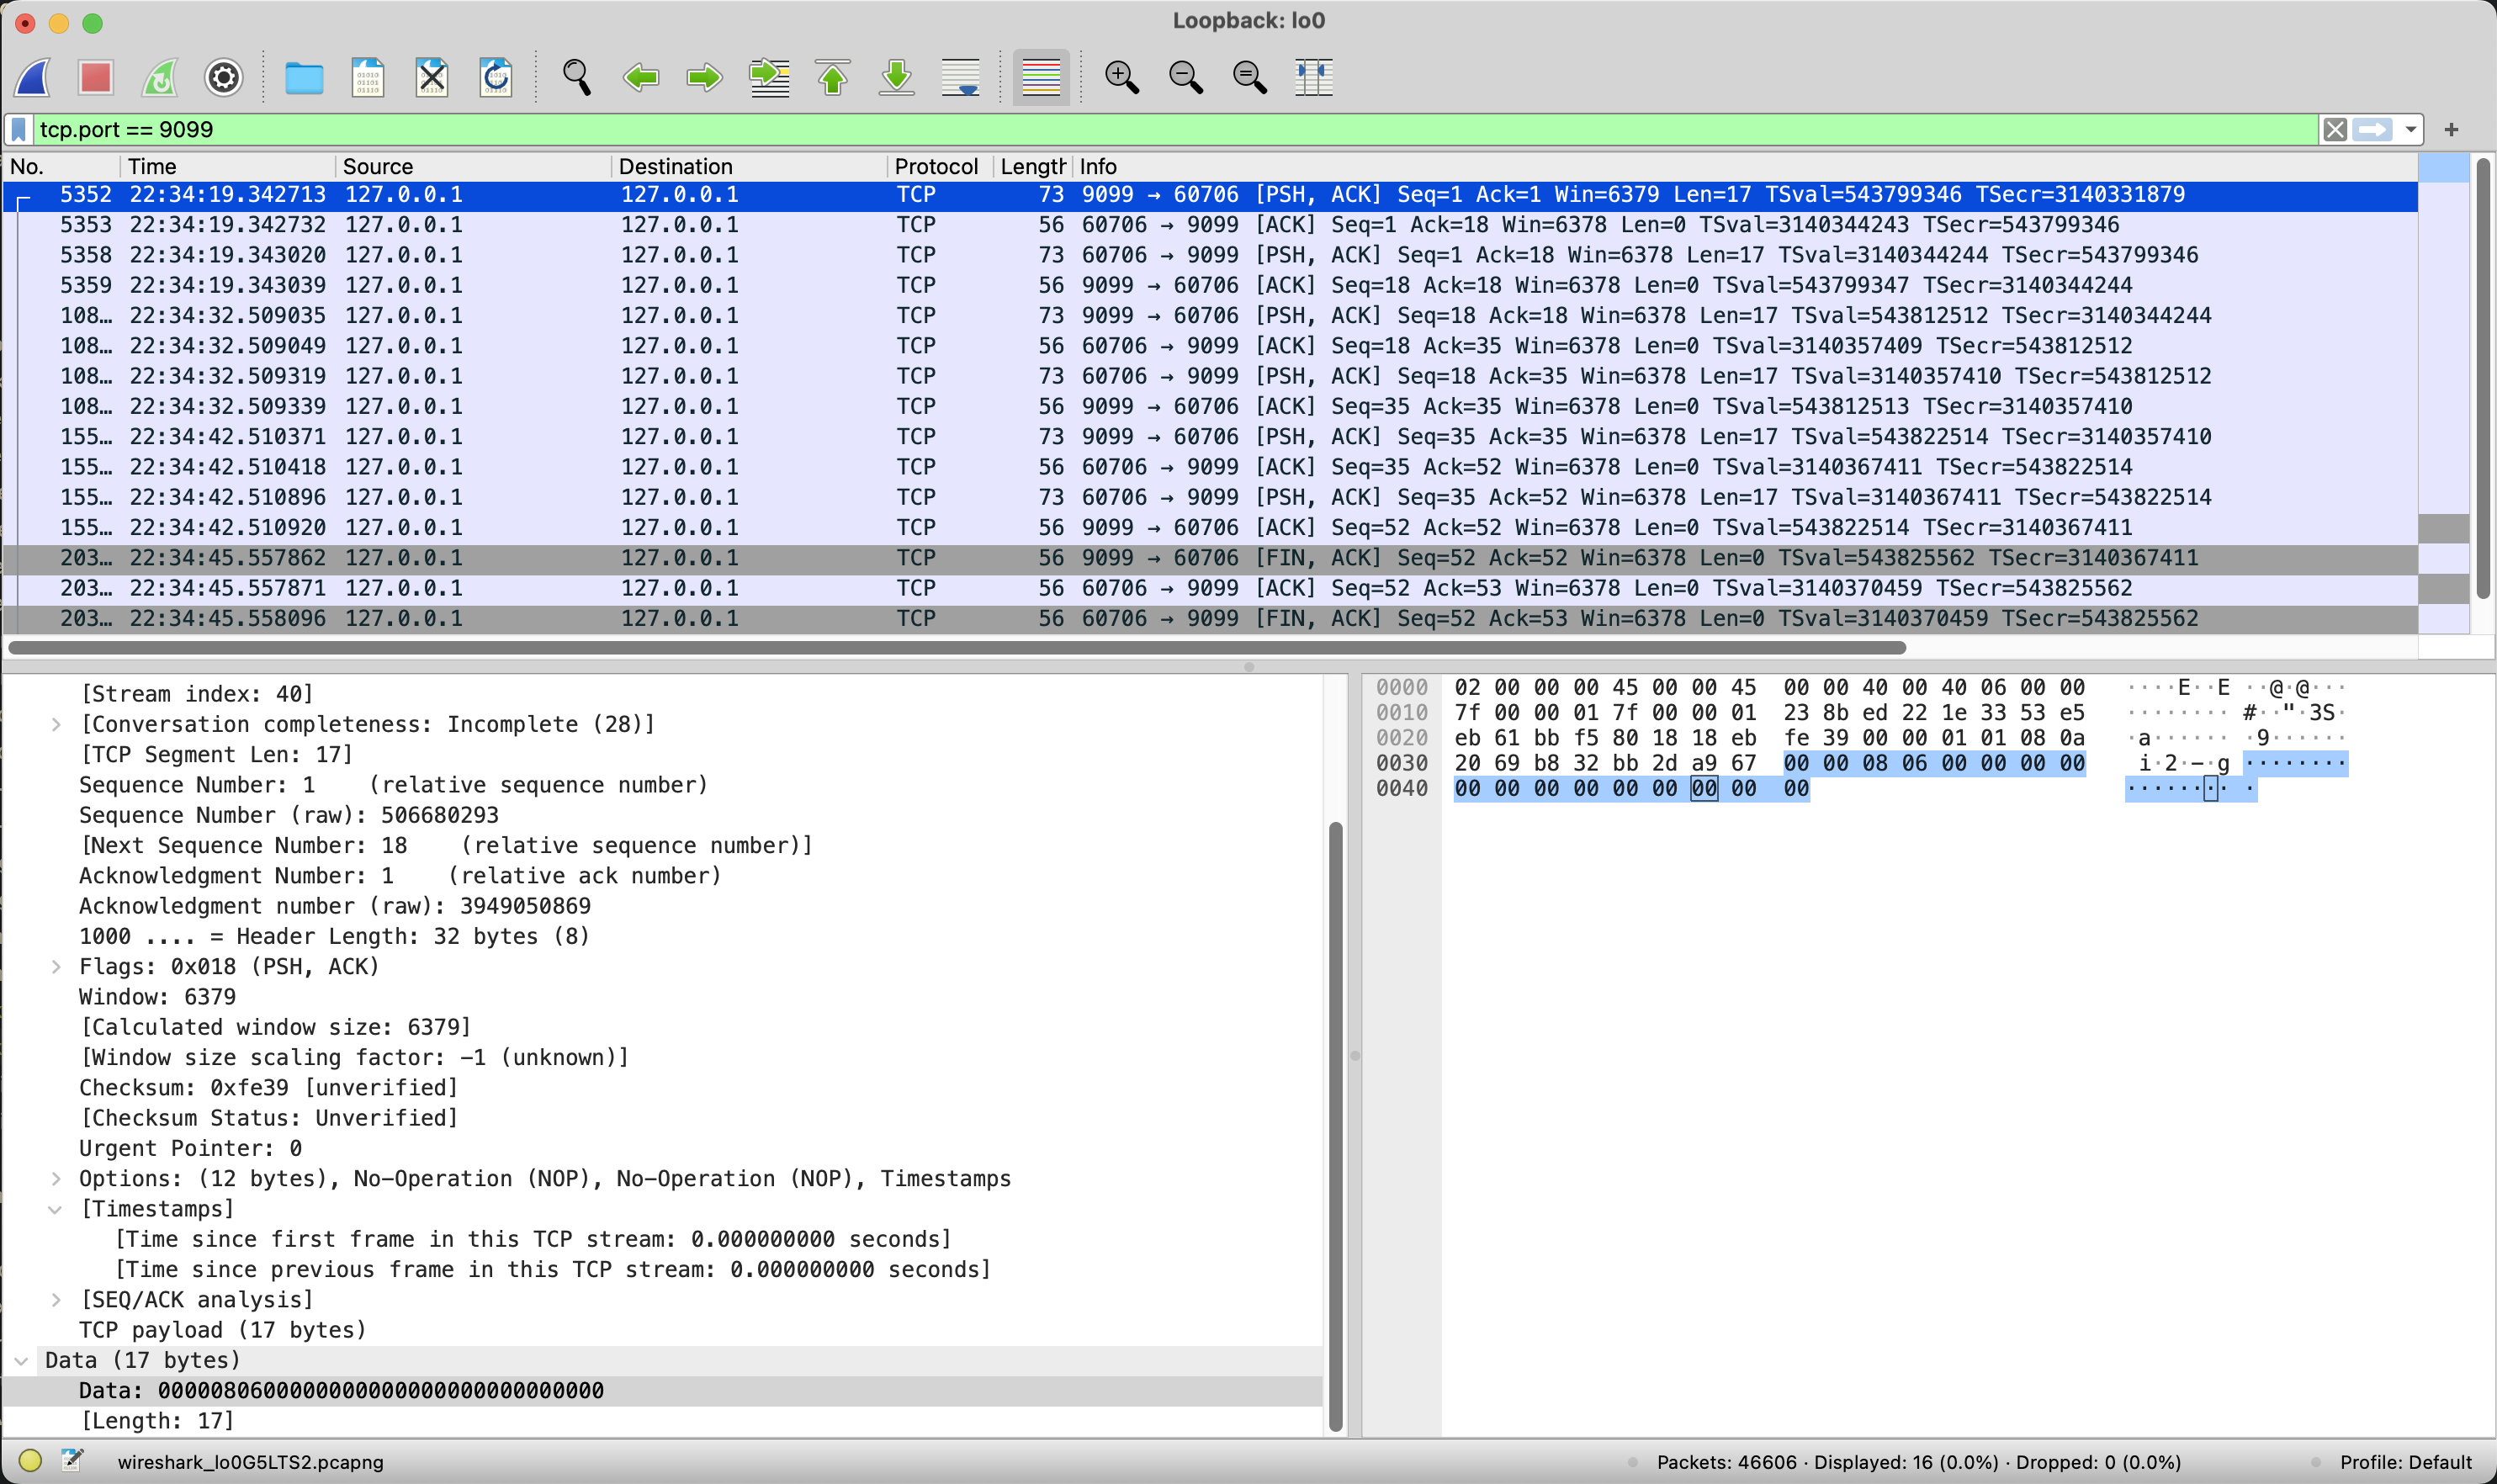 Loopback: lo0
tcp.port == 9099
No. Time Source Destination Protocol Length Info
5352 22:34:19.342713 127.0.0.1 127.0.0.1 TCP 73 9099 → 60706 [PSH, ACK] Seq=1 Ack=1 Win=6379 Len=17 TSval=543799346 TSecr=3140331879
5353 22:34:19.342732 127.0.0.1 127.0.0.1 TCP 56 60706 → 9099 [ACK] Seq=1 Ack=18 Win=6378 Len=0 TSval=3140344243 TSecr=543799346
5358 22:34:19.343020 127.0.0.1 127.0.0.1 TCP 73 60706 → 9099 [PSH, ACK] Seq=1 Ack=18 Win=6378 Len=17 TSval=3140344244 TSecr=543799346
5359 22:34:19.343039 127.0.0.1 127.0.0.1 TCP 56 9099 → 60706 [ACK] Seq=18 Ack=18 Win=6378 Len=0 TSval=543799347 TSecr=3140344244
108… 22:34:32.509035 127.0.0.1 127.0.0.1 TCP 73 9099 → 60706 [PSH, ACK] Seq=18 Ack=18 Win=6378 Len=17 TSval=543812512 TSecr=3140344244
108… 22:34:32.509049 127.0.0.1 127.0.0.1 TCP 56 60706 → 9099 [ACK] Seq=18 Ack=35 Win=6378 Len=0 TSval=3140357409 TSecr=543812512
108… 22:34:32.509319 127.0.0.1 127.0.0.1 TCP 73 60706 → 9099 [PSH, ACK] Seq=18 Ack=35 Win=6378 Len=17 TSval=3140357410 TSecr=543812512
108… 22:34:32.509339 127.0.0.1 127.0.0.1 TCP 56 9099 → 60706 [ACK] Seq=35 Ack=35 Win=6378 Len=0 TSval=543812513 TSecr=3140357410
155… 22:34:42.510371 127.0.0.1 127.0.0.1 TCP 73 9099 → 60706 [PSH, ACK] Seq=35 Ack=35 Win=6378 Len=17 TSval=543822514 TSecr=3140357410
155… 22:34:42.510418 127.0.0.1 127.0.0.1 TCP 56 60706 → 9099 [ACK] Seq=35 Ack=52 Win=6378 Len=0 TSval=3140367411 TSecr=543822514
155… 22:34:42.510896 127.0.0.1 127.0.0.1 TCP 73 60706 → 9099 [PSH, ACK] Seq=35 Ack=52 Win=6378 Len=17 TSval=3140367411 TSecr=543822514
155… 22:34:42.510920 127.0.0.1 127.0.0.1 TCP 56 9099 → 60706 [ACK] Seq=52 Ack=52 Win=6378 Len=0 TSval=543822514 TSecr=3140367411
203… 22:34:45.557862 127.0.0.1 127.0.0.1 TCP 56 9099 → 60706 [FIN, ACK] Seq=52 Ack=52 Win=6378 Len=0 TSval=543825562 TSecr=3140367411
203… 22:34:45.557871 127.0.0.1 127.0.0.1 TCP 56 60706 → 9099 [ACK] Seq=52 Ack=53 Win=6378 Len=0 TSval=3140370459 TSecr=543825562
203… 22:34:45.558096 127.0.0.1 127.0.0.1 TCP 56 60706 → 9099 [FIN, ACK] Seq=52 Ack=53 Win=6378 Len=0 TSval=3140370459 TSecr=543825562
[Stream index: 40]
[Conversation completeness: Incomplete (28)]
[TCP Segment Len: 17]
Sequence Number: 1 (relative sequence number)
Sequence Number (raw): 506680293
[Next Sequence Number: 18 (relative sequence number)]
Acknowledgment Number: 1 (relative ack number)
Acknowledgment number (raw): 3949050869
1000 .... = Header Length: 32 bytes (8)
Flags: 0x018 (PSH, ACK)
Window: 6379
[Calculated window size: 6379]
[Window size scaling factor: -1 (unknown)]
Checksum: 0xfe39 [unverified]
[Checksum Status: Unverified]
Urgent Pointer: 0
Options: (12 bytes), No-Operation (NOP), No-Operation (NOP), Timestamps
[Timestamps]
[Time since first frame in this TCP stream: 0.000000000 seconds]
[Time since previous frame in this TCP stream: 0.000000000 seconds]
[SEQ/ACK analysis]
TCP payload (17 bytes)
Data (17 bytes)
Data: 0000080600000000000000000000000000
[Length: 17]
0000 02 00 00 00 45 00 00 45 00 00 40 00 40 06 00 00 ····E··E ··@·@···
0010 7f 00 00 01 7f 00 00 01 23 8b ed 22 1e 33 53 e5 ········ #··"·3S·
0020 eb 61 bb f5 80 18 18 eb fe 39 00 00 01 01 08 0a ·a······ ·9······
0030 20 69 b8 32 bb 2d a9 67 00 00 08 06 00 00 00 00 i·2·-·g ········
0040 00 00 00 00 00 00 00 00 00 ········ ·
wireshark_lo0G5LTS2.pcapng
Packets: 46606 · Displayed: 16 (0.0%) · Dropped: 0 (0.0%)
Profile: Default